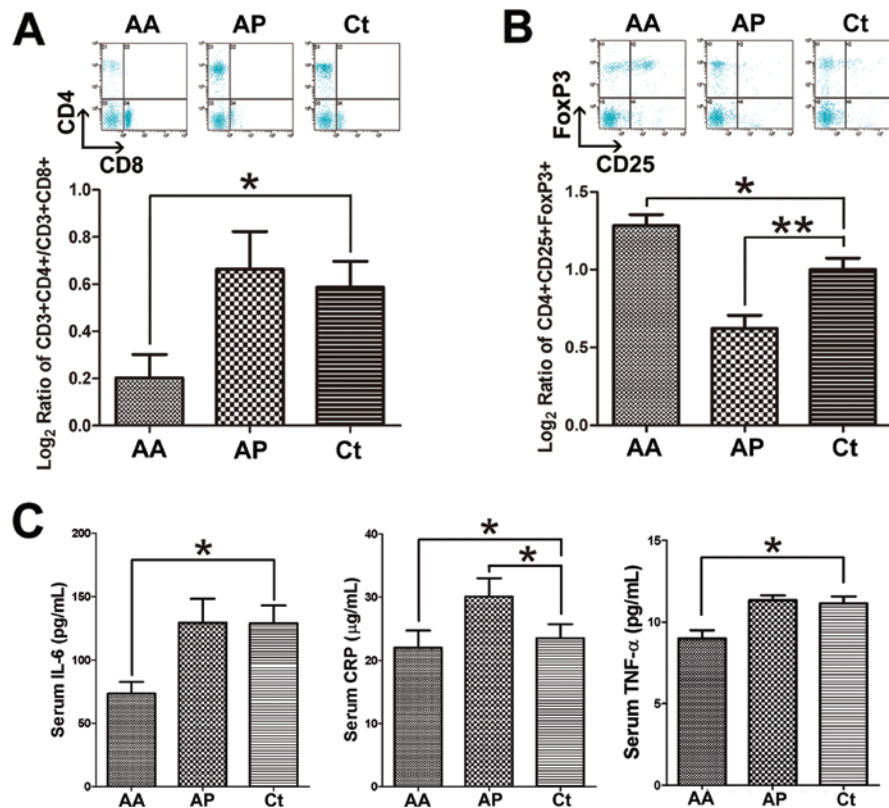 A
AA AP Ct
CD4
CD8
*
Log2 Ratio of CD3+CD4+/CD3+CD8+
1.0
0.8
0.6
0.4
0.2
0.0
AA AP Ct
B
AA AP Ct
FoxP3
CD25
*
**
Log2 Ratio of CD4+CD25+FoxP3+
1.5
1.0
0.5
0.0
AA AP Ct
C
*
Serum IL-6 (pg/mL)
200
150
100
50
0
AA AP Ct
*
*
Serum CRP (μg/mL)
40
30
20
10
0
AA AP Ct
*
Serum TNF-α (pg/mL)
15
10
5
0
AA AP Ct